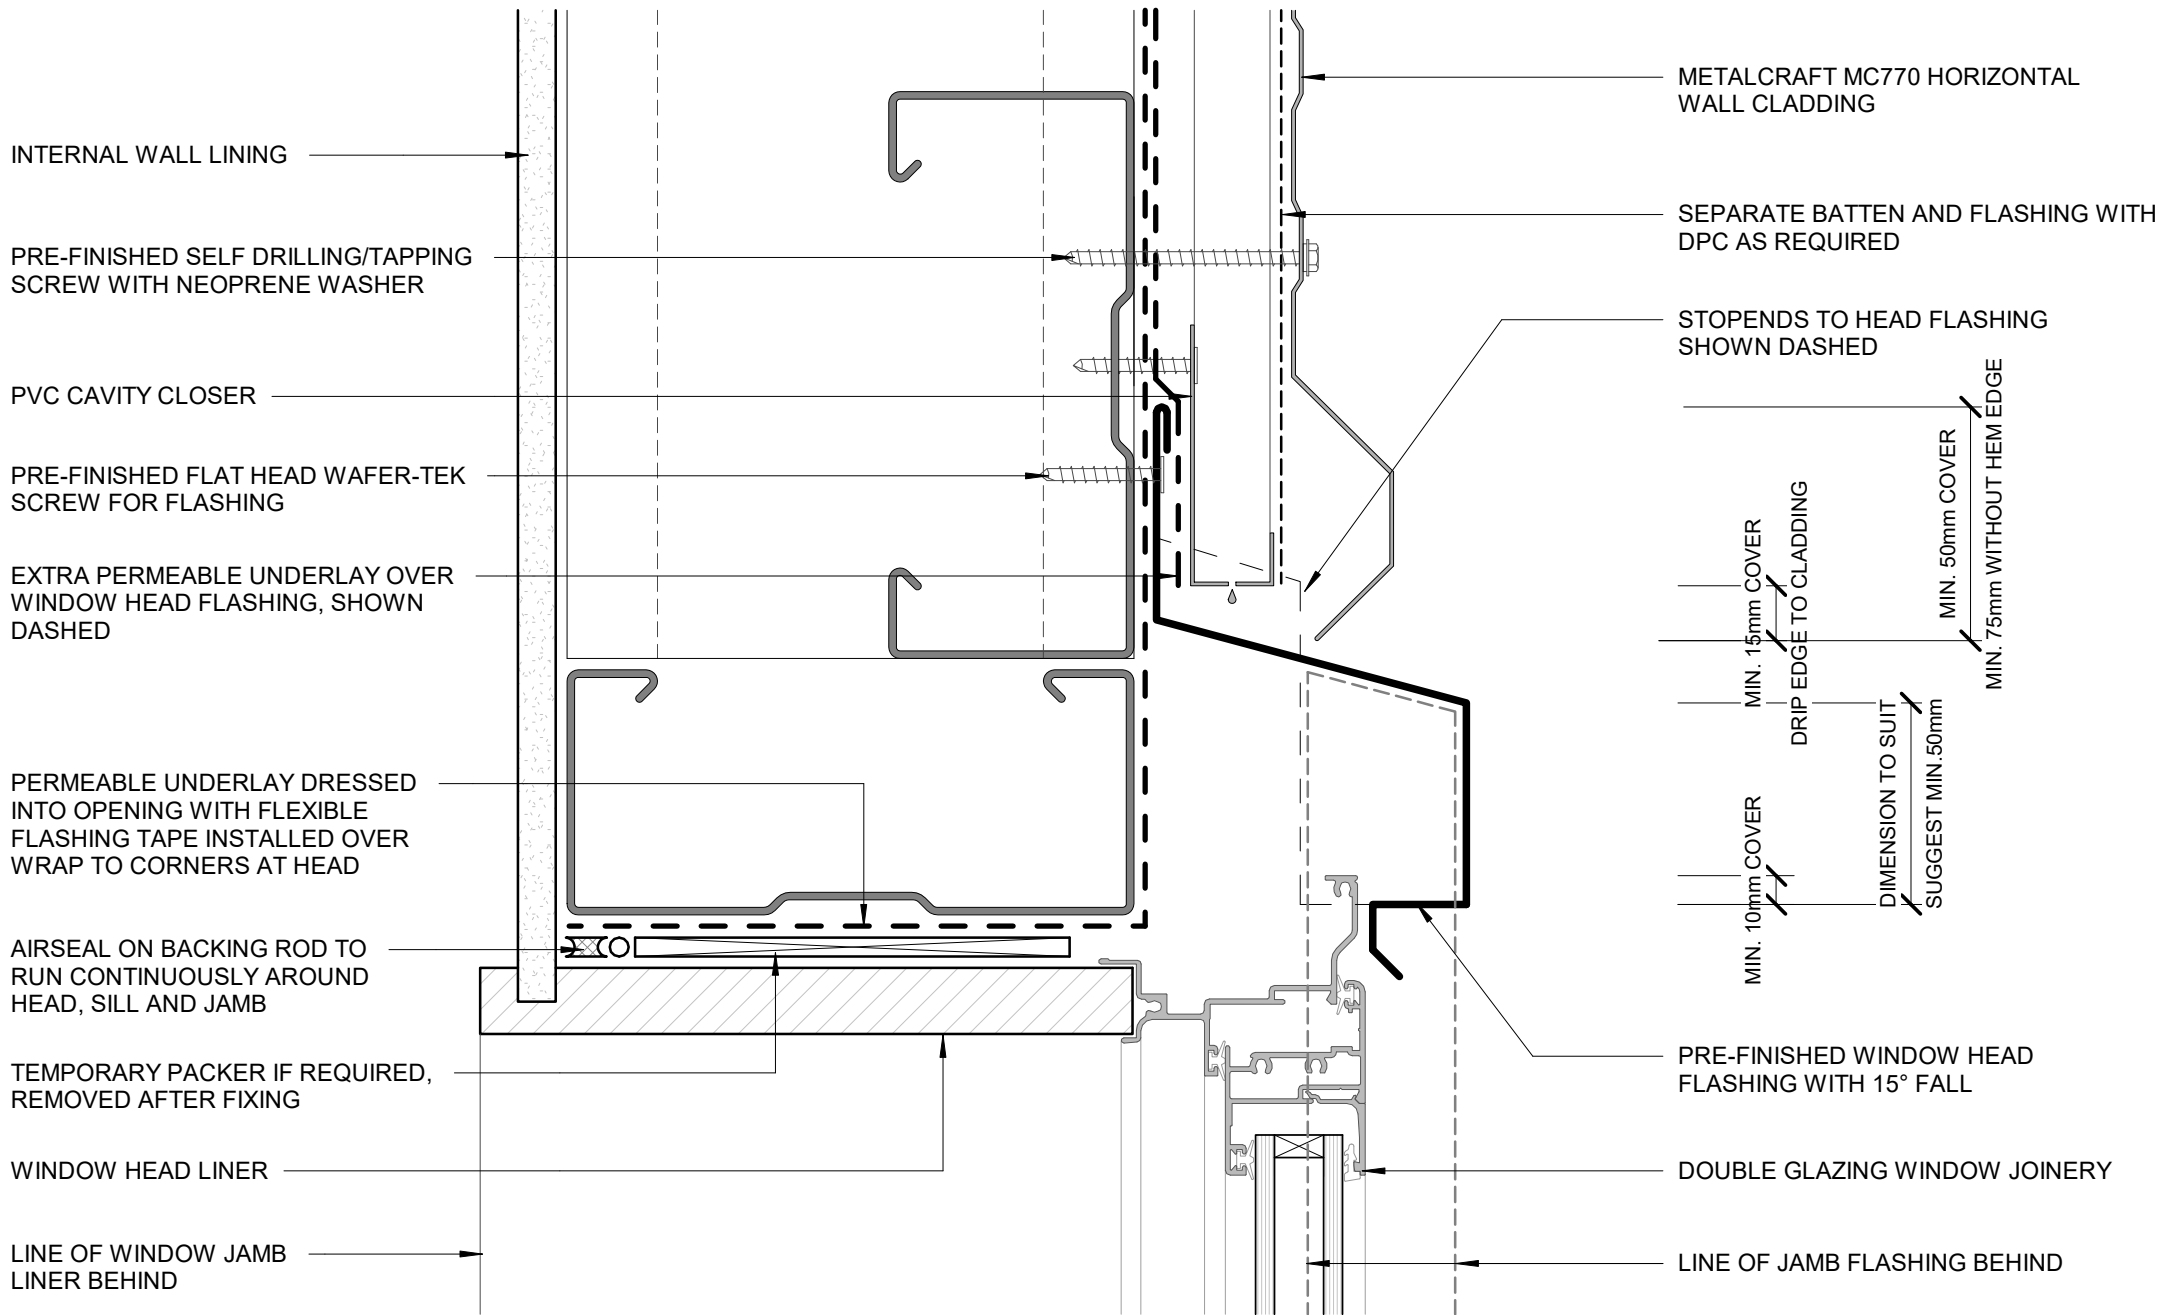 INTERNAL WALL LINING
PRE-FINISHED SELF DRILLING/TAPPING
SCREW WITH NEOPRENE WASHER
PVC CAVITY CLOSER
PRE-FINISHED FLAT HEAD WAFER-TEK
SCREW FOR FLASHING
EXTRA PERMEABLE UNDERLAY OVER
WINDOW HEAD FLASHING, SHOWN
DASHED
PERMEABLE UNDERLAY DRESSED
INTO OPENING WITH FLEXIBLE
FLASHING TAPE INSTALLED OVER
WRAP TO CORNERS AT HEAD
AIRSEAL ON BACKING ROD TO
RUN CONTINUOUSLY AROUND
HEAD, SILL AND JAMB
TEMPORARY PACKER IF REQUIRED,
REMOVED AFTER FIXING
WINDOW HEAD LINER
LINE OF WINDOW JAMB
LINER BEHIND
METALCRAFT MC770 HORIZONTAL
WALL CLADDING
SEPARATE BATTEN AND FLASHING WITH
DPC AS REQUIRED
STOPENDS TO HEAD FLASHING
SHOWN DASHED
MIN. 15mm COVER
DRIP EDGE TO CLADDING
MIN. 50mm COVER
MIN. 75mm WITHOUT HEM EDGE
MIN. 10mm COVER
DIMENSION TO SUIT
SUGGEST MIN.50mm
PRE-FINISHED WINDOW HEAD
FLASHING WITH 15° FALL
DOUBLE GLAZING WINDOW JOINERY
LINE OF JAMB FLASHING BEHIND